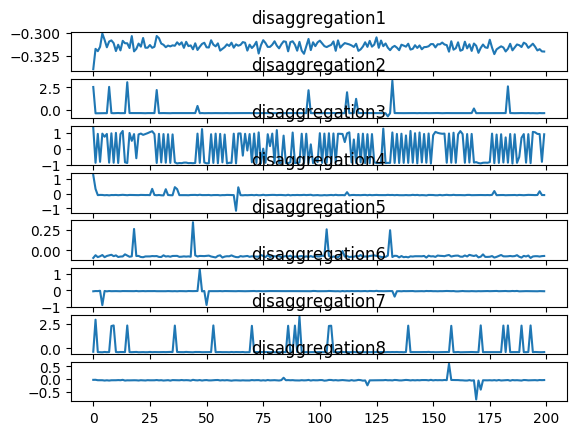 disaggregation1
−0.300
−0.325
disaggregation2
2.5
0.0
disaggregation3
1
0
−1
disaggregation4
1
0
−1
disaggregation5
0.25
0.00
disaggregation6
1
0
−1
disaggregation7
2.5
0.0
disaggregation8
0.5
0.0
−0.5
0 25 50 75 100 125 150 175 200